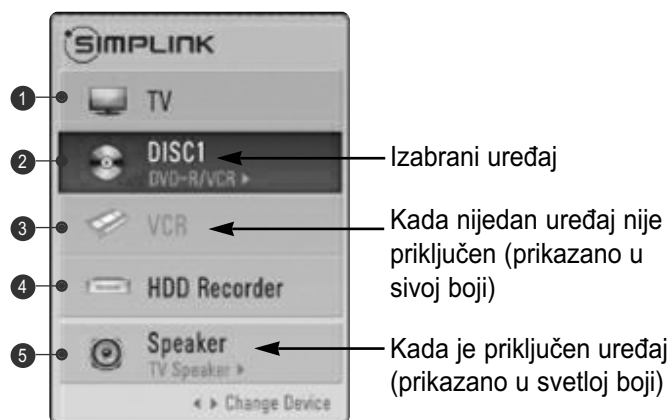 SIMPLINK
1 TV
2 DISC1
DVD-R/VCR ▸
Izabrani uređaj
3 VCR
Kada nijedan uređaj nije
priključen (prikazano u
sivoj boji)
4 HDD Recorder
5 Speaker
TV Speaker ▸
Kada je priključen uređaj
(prikazano u svetloj boji)
◂ ▸ Change Device